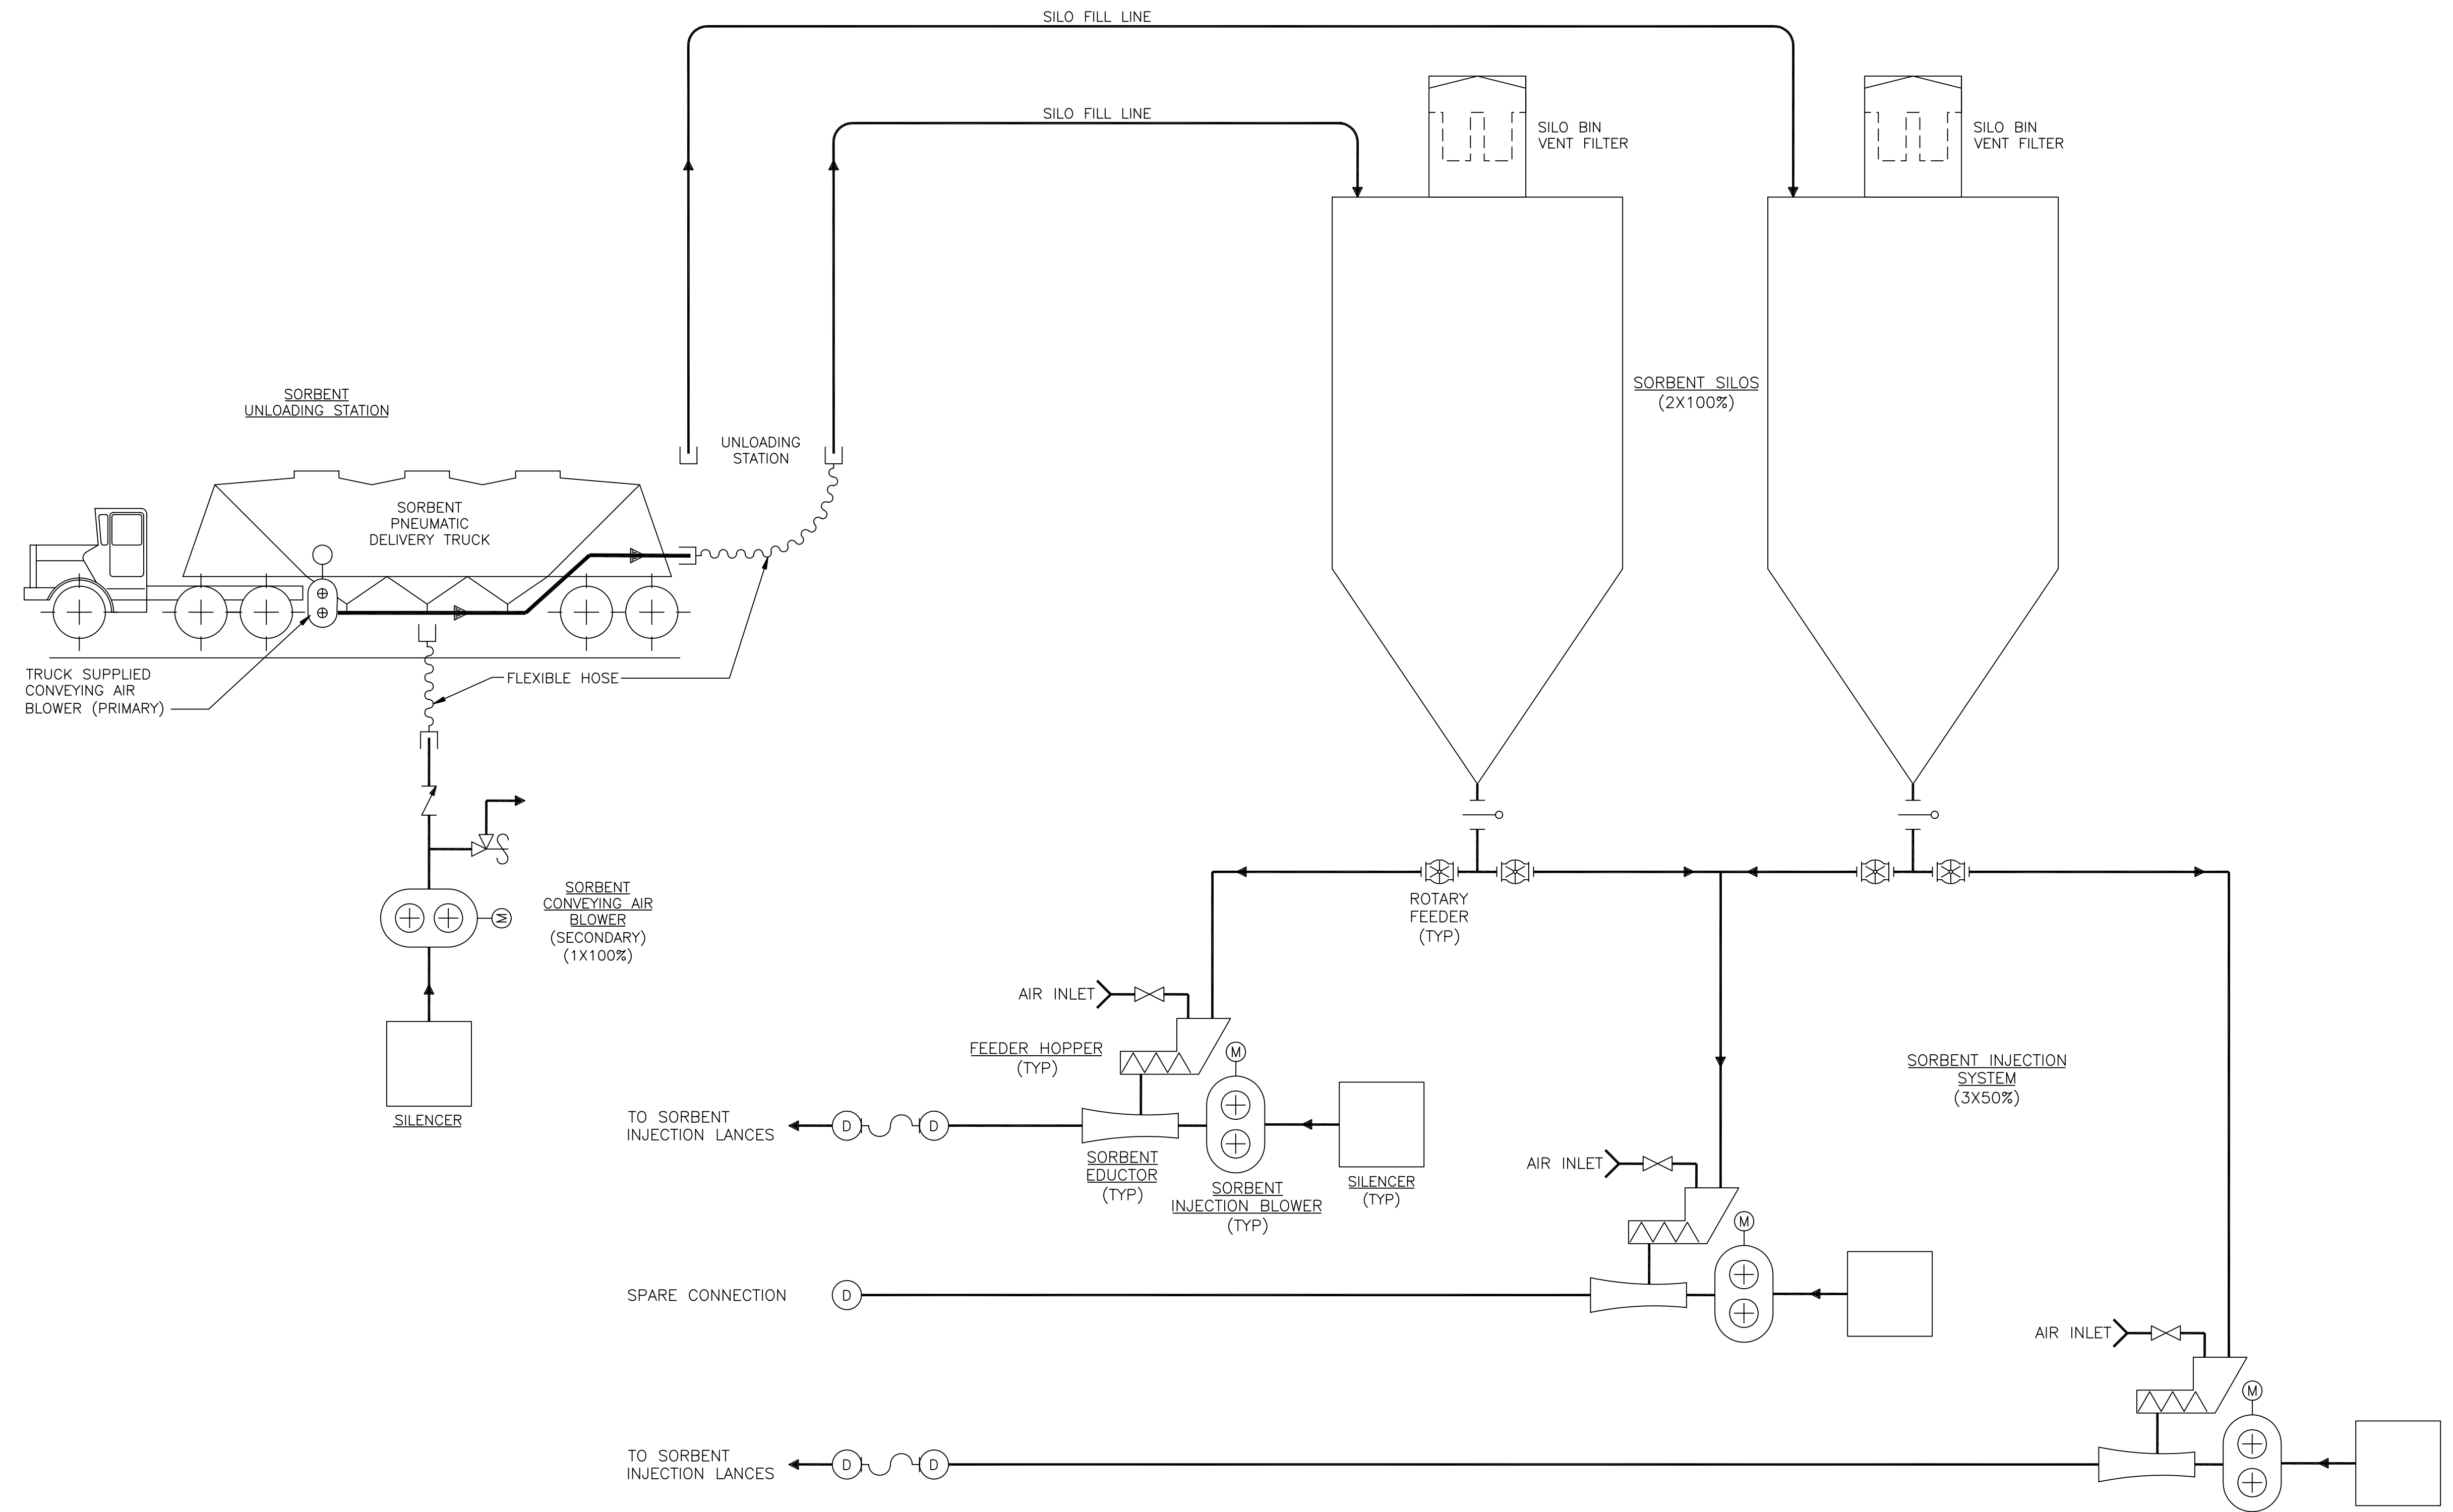 SILO FILL LINE
SILO FILL LINE
SILO BIN
VENT FILTER
SILO BIN
VENT FILTER
SORBENT
UNLOADING STATION
SORBENT SILOS
(2X100%)
UNLOADING
STATION
SORBENT
PNEUMATIC
DELIVERY TRUCK
TRUCK SUPPLIED
CONVEYING AIR
BLOWER (PRIMARY)
FLEXIBLE HOSE
SORBENT
CONVEYING AIR
BLOWER
(SECONDARY)
(1X100%)
M
SILENCER
ROTARY
FEEDER
(TYP)
AIR INLET
FEEDER HOPPER
(TYP)
M
SORBENT INJECTION
SYSTEM
(3X50%)
TO SORBENT
INJECTION LANCES
D
D
SORBENT
EDUCTOR
(TYP)
SORBENT
INJECTION BLOWER
(TYP)
SILENCER
(TYP)
AIR INLET
M
SPARE CONNECTION
D
AIR INLET
M
TO SORBENT
INJECTION LANCES
D
D